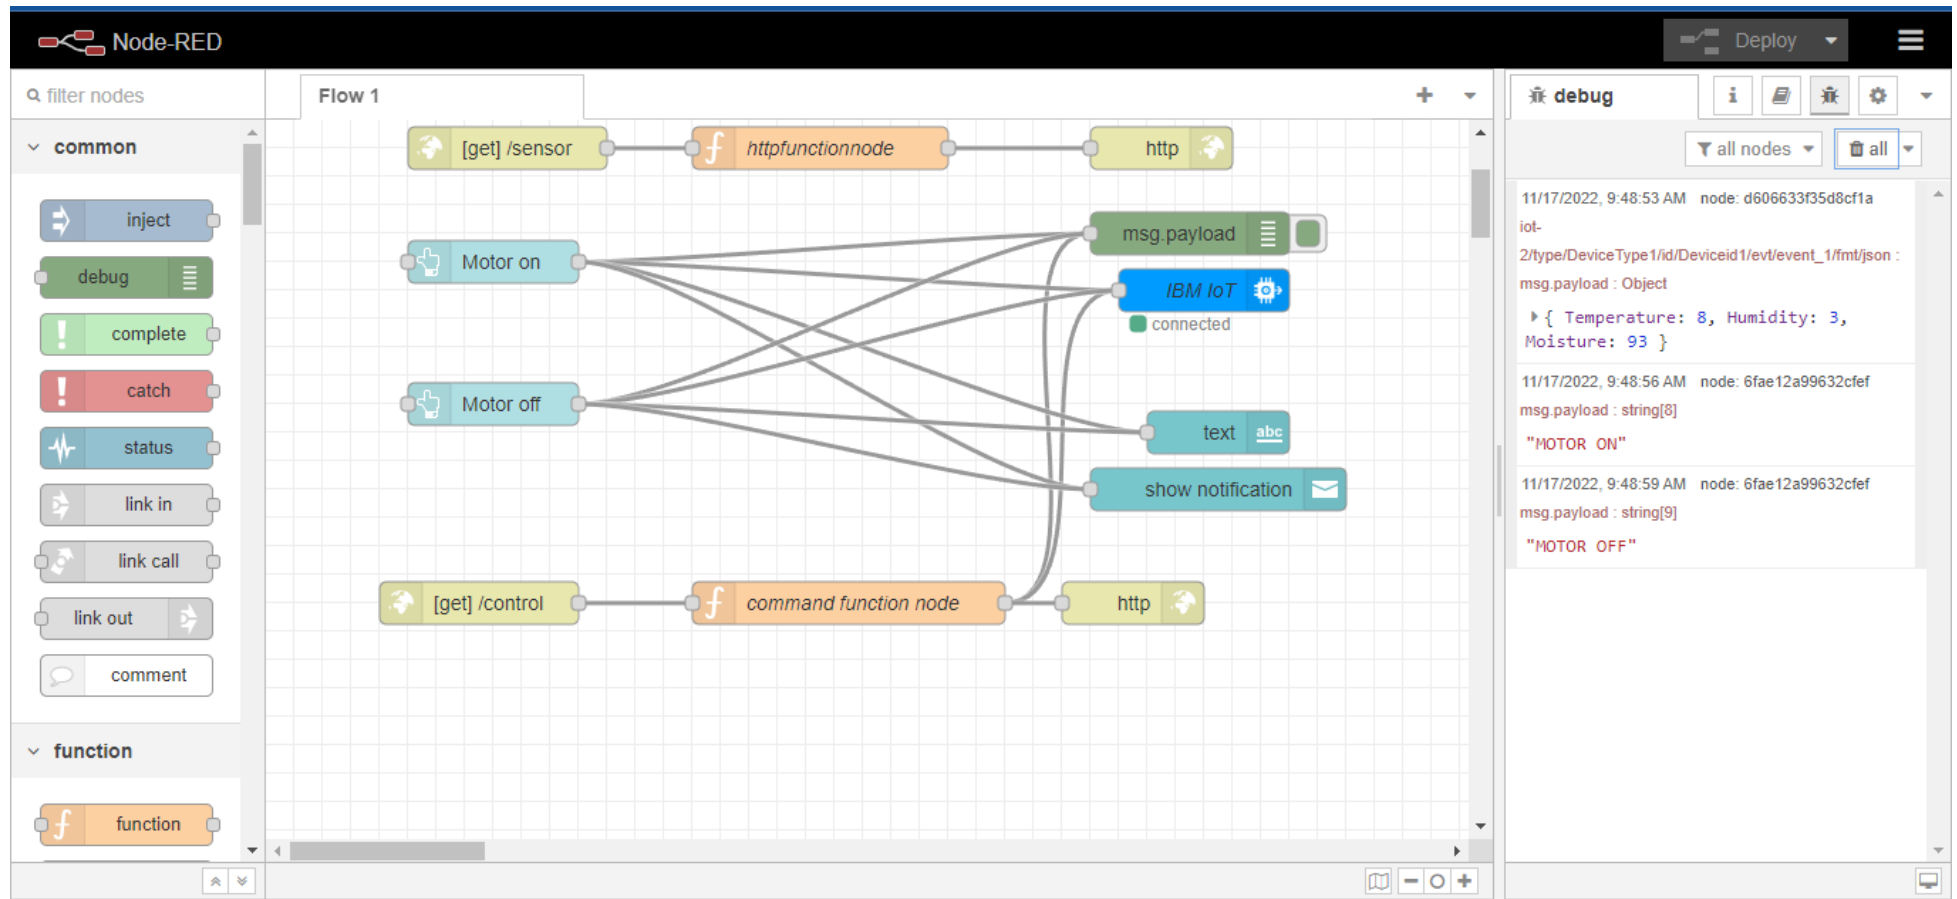 Node-RED
Deploy
filter nodes
Flow 1
debug
i
common
all nodes
all
inject
debug
complete
catch
status
link in
link call
link out
comment
function
function
[get] /sensor
httpfunctionnode
http
msg.payload
Motor on
IBM IoT
connected
Motor off
text
abc
show notification
[get] /control
command function node
http
11/17/2022, 9:48:53 AM node: d606633f35d8cf1a
iot-
2/type/DeviceType1/id/Deviceid1/evt/event_1/fmt/json :
msg.payload : Object
{ Temperature: 8, Humidity: 3,
Moisture: 93 }
11/17/2022, 9:48:56 AM node: 6fae12a99632cfef
msg.payload : string[8]
"MOTOR ON"
11/17/2022, 9:48:59 AM node: 6fae12a99632cfef
msg.payload : string[9]
"MOTOR OFF"